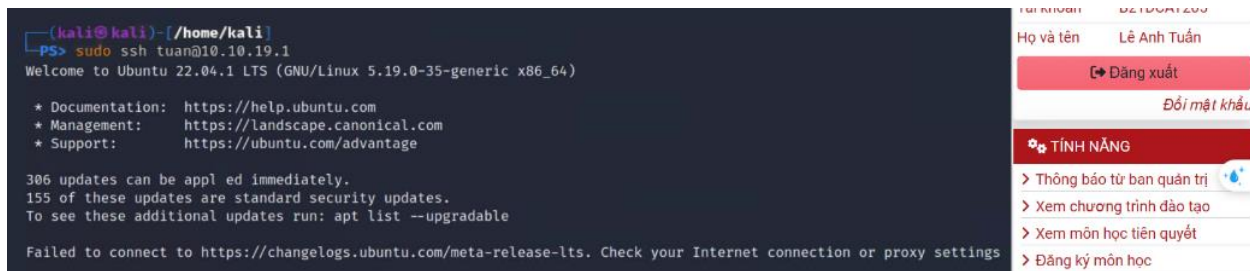 (kali㉿kali)-[/home/kali]
PS> sudo ssh tuan@10.10.19.1
Welcome to Ubuntu 22.04.1 LTS (GNU/Linux 5.19.0-35-generic x86_64)
* Documentation: https://help.ubuntu.com
* Management: https://landscape.canonical.com
* Support: https://ubuntu.com/advantage
306 updates can be appl ed immediately.
155 of these updates are standard security updates.
To see these additional updates run: apt list --upgradable
Failed to connect to https://changelogs.ubuntu.com/meta-release-lts. Check your Internet connection or proxy settings
Họ và tên Lê Anh Tuấn
Đăng xuất
Đổi mật khẩu
TÍNH NĂNG
> Thông báo từ ban quản trị
> Xem chương trình đào tạo
> Xem môn học tiên quyết
> Đăng ký môn học